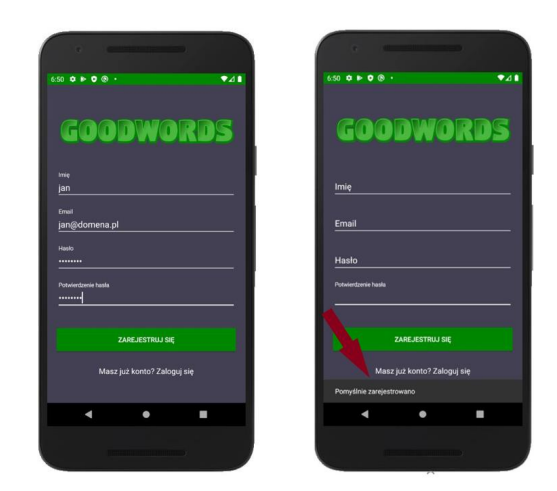 6:50
GOODWORDS
Imię
jan
Email
jan@domena.pl
Hasło
••••••••
Potwierdzenie hasła
••••••••
ZAREJESTRUJ SIĘ
Masz już konto? Zaloguj się
6:50
GOODWORDS
Imię
Email
Hasło
Potwierdzenie hasła
ZAREJESTRUJ SIĘ
Masz już konto? Zaloguj się
Pomyślnie zarejestrowano